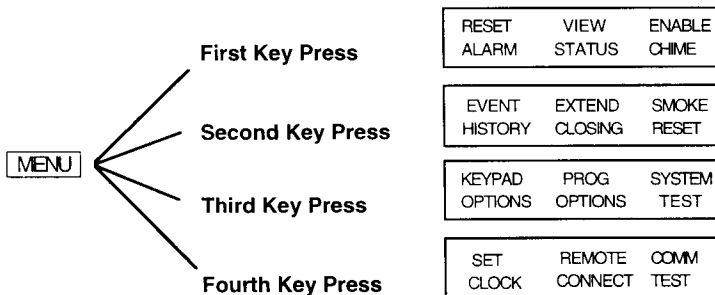 MENU
First Key Press
RESET VIEW ENABLE
ALARM STATUS CHIME
Second Key Press
EVENT EXTEND SMOKE
HISTORY CLOSING RESET
Third Key Press
KEYPAD PROG SYSTEM
OPTIONS OPTIONS TEST
Fourth Key Press
SET REMOTE COMM
CLOCK CONNECT TEST